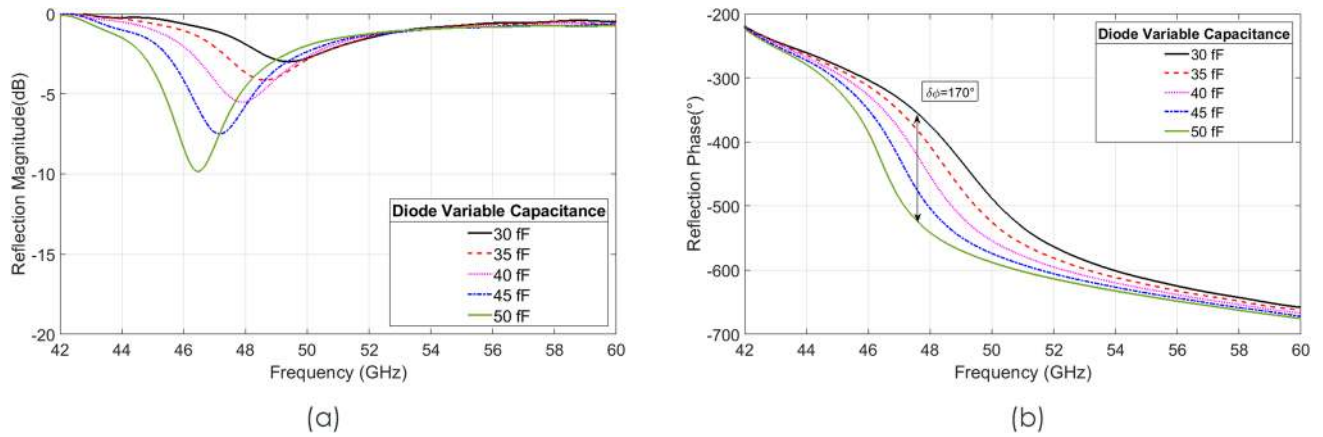 0
-5
-10
-15
-20
Reflection Magnitude(dB)
Diode Variable Capacitance
30 fF
35 fF
40 fF
45 fF
50 fF
42 44 46 48 50 52 54 56 58 60
Frequency (GHz)
(a)
-200
-300
-400
-500
-600
-700
Reflection Phase(°)
δϕ=170°
Diode Variable Capacitance
30 fF
35 fF
40 fF
45 fF
50 fF
42 44 46 48 50 52 54 56 58 60
Frequency (GHz)
(b)